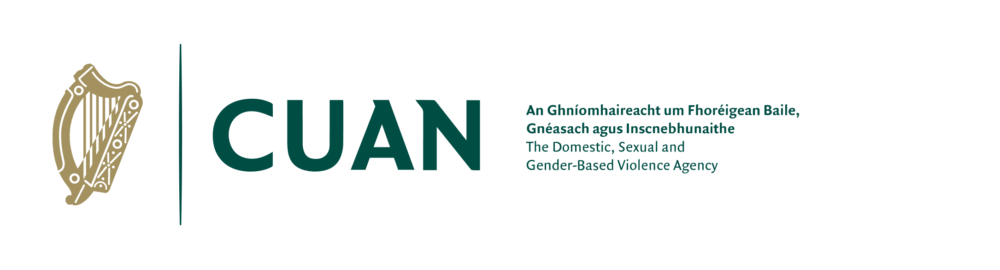 CUAN
An Ghníomhaireacht um Fhoréigean Baile,
Gnéasach agus Inscnebhunaithe
The Domestic, Sexual and
Gender-Based Violence Agency